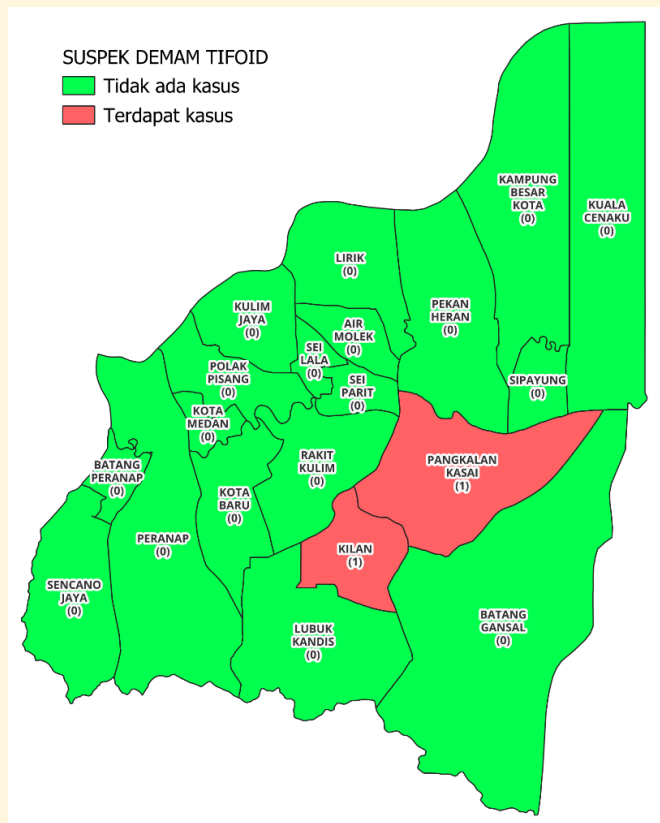 SUSPEK DEMAM TIFOID
Tidak ada kasus
Terdapat kasus
KAMPUNG
BESAR
KOTA
(0)
KUALA
CENAKU
(0)
LIRIK
(0)
PEKAN
HERAN
(0)
KULIM
JAYA
(0)
AIR
MOLEK
(0)
SEI
LALA
(0)
POLAK
PISANG
(0)
SEI
PARIT
(0)
SIPAYUNG
(0)
KOTA
MEDAN
(0)
BATANG
PERANAP
(0)
RAKIT
KULIM
(0)
PANGKALAN
KASAI
(1)
KOTA
BARU
(0)
PERANAP
(0)
KILAN
(1)
SENCANO
JAYA
(0)
LUBUK
KANDIS
(0)
BATANG
GANSAL
(0)